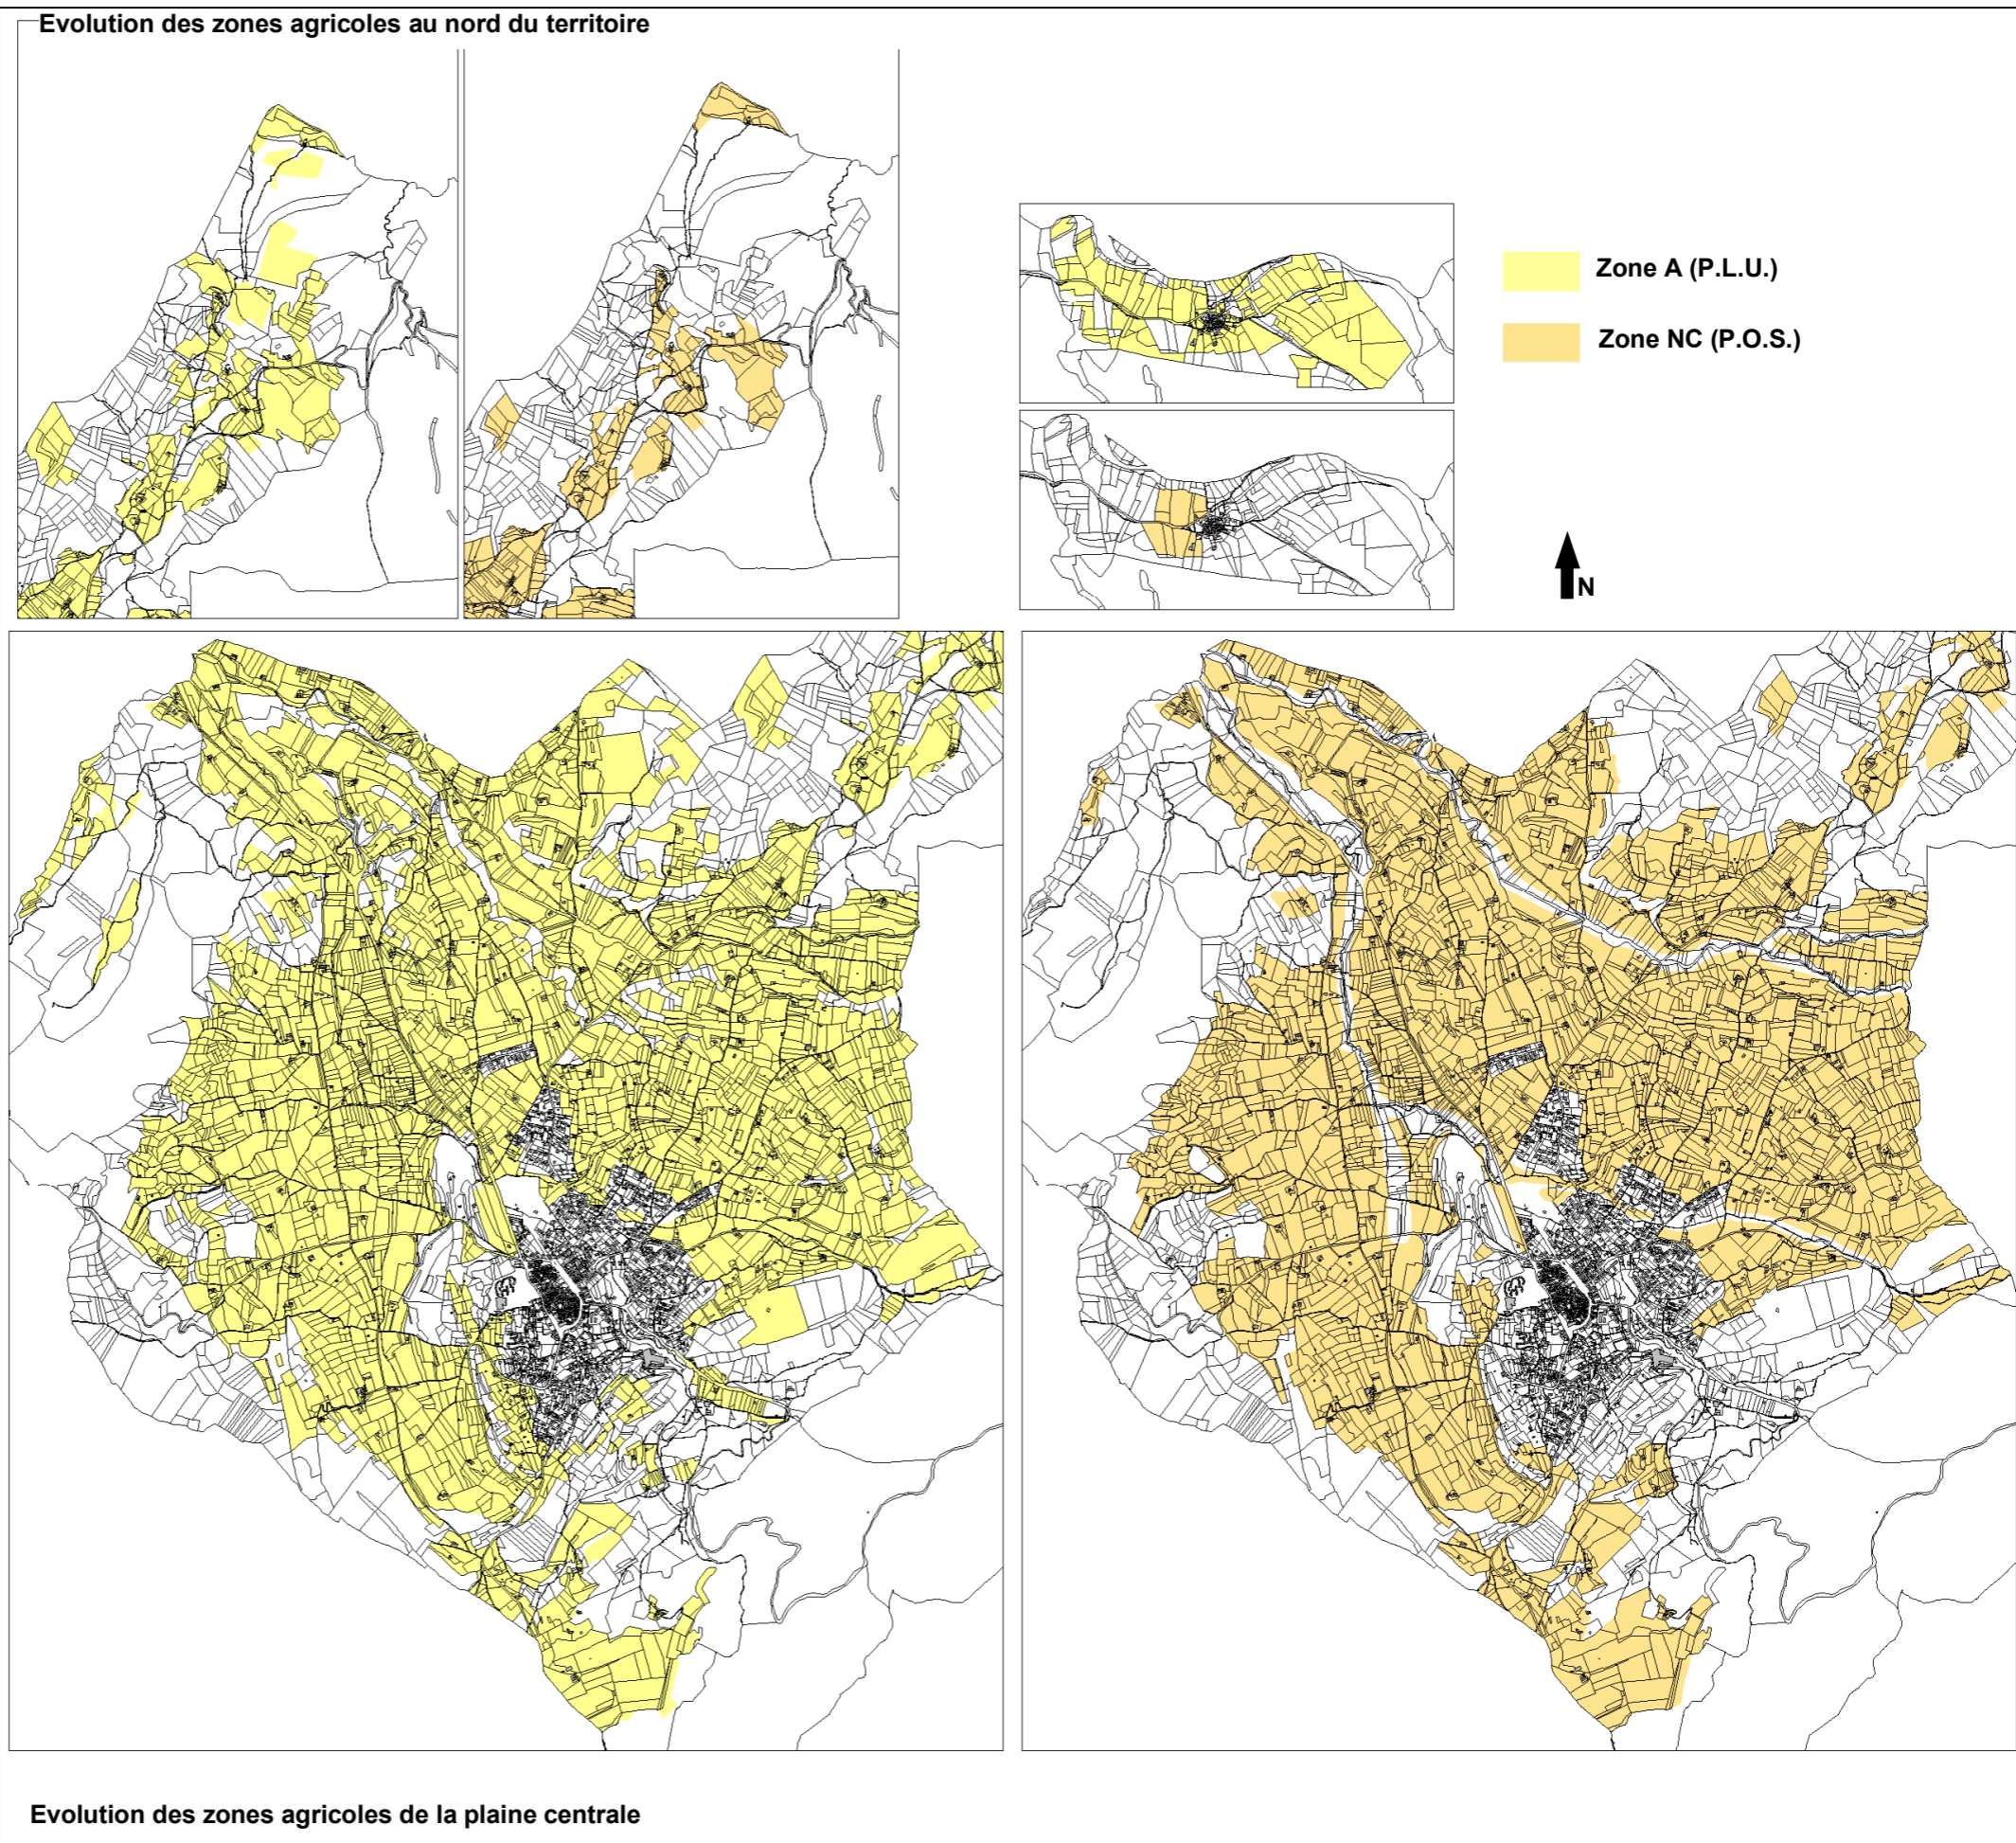 Evolution des zones agricoles au nord du territoire
Zone A (P.L.U.)
Zone NC (P.O.S.)
N
Evolution des zones agricoles de la plaine centrale